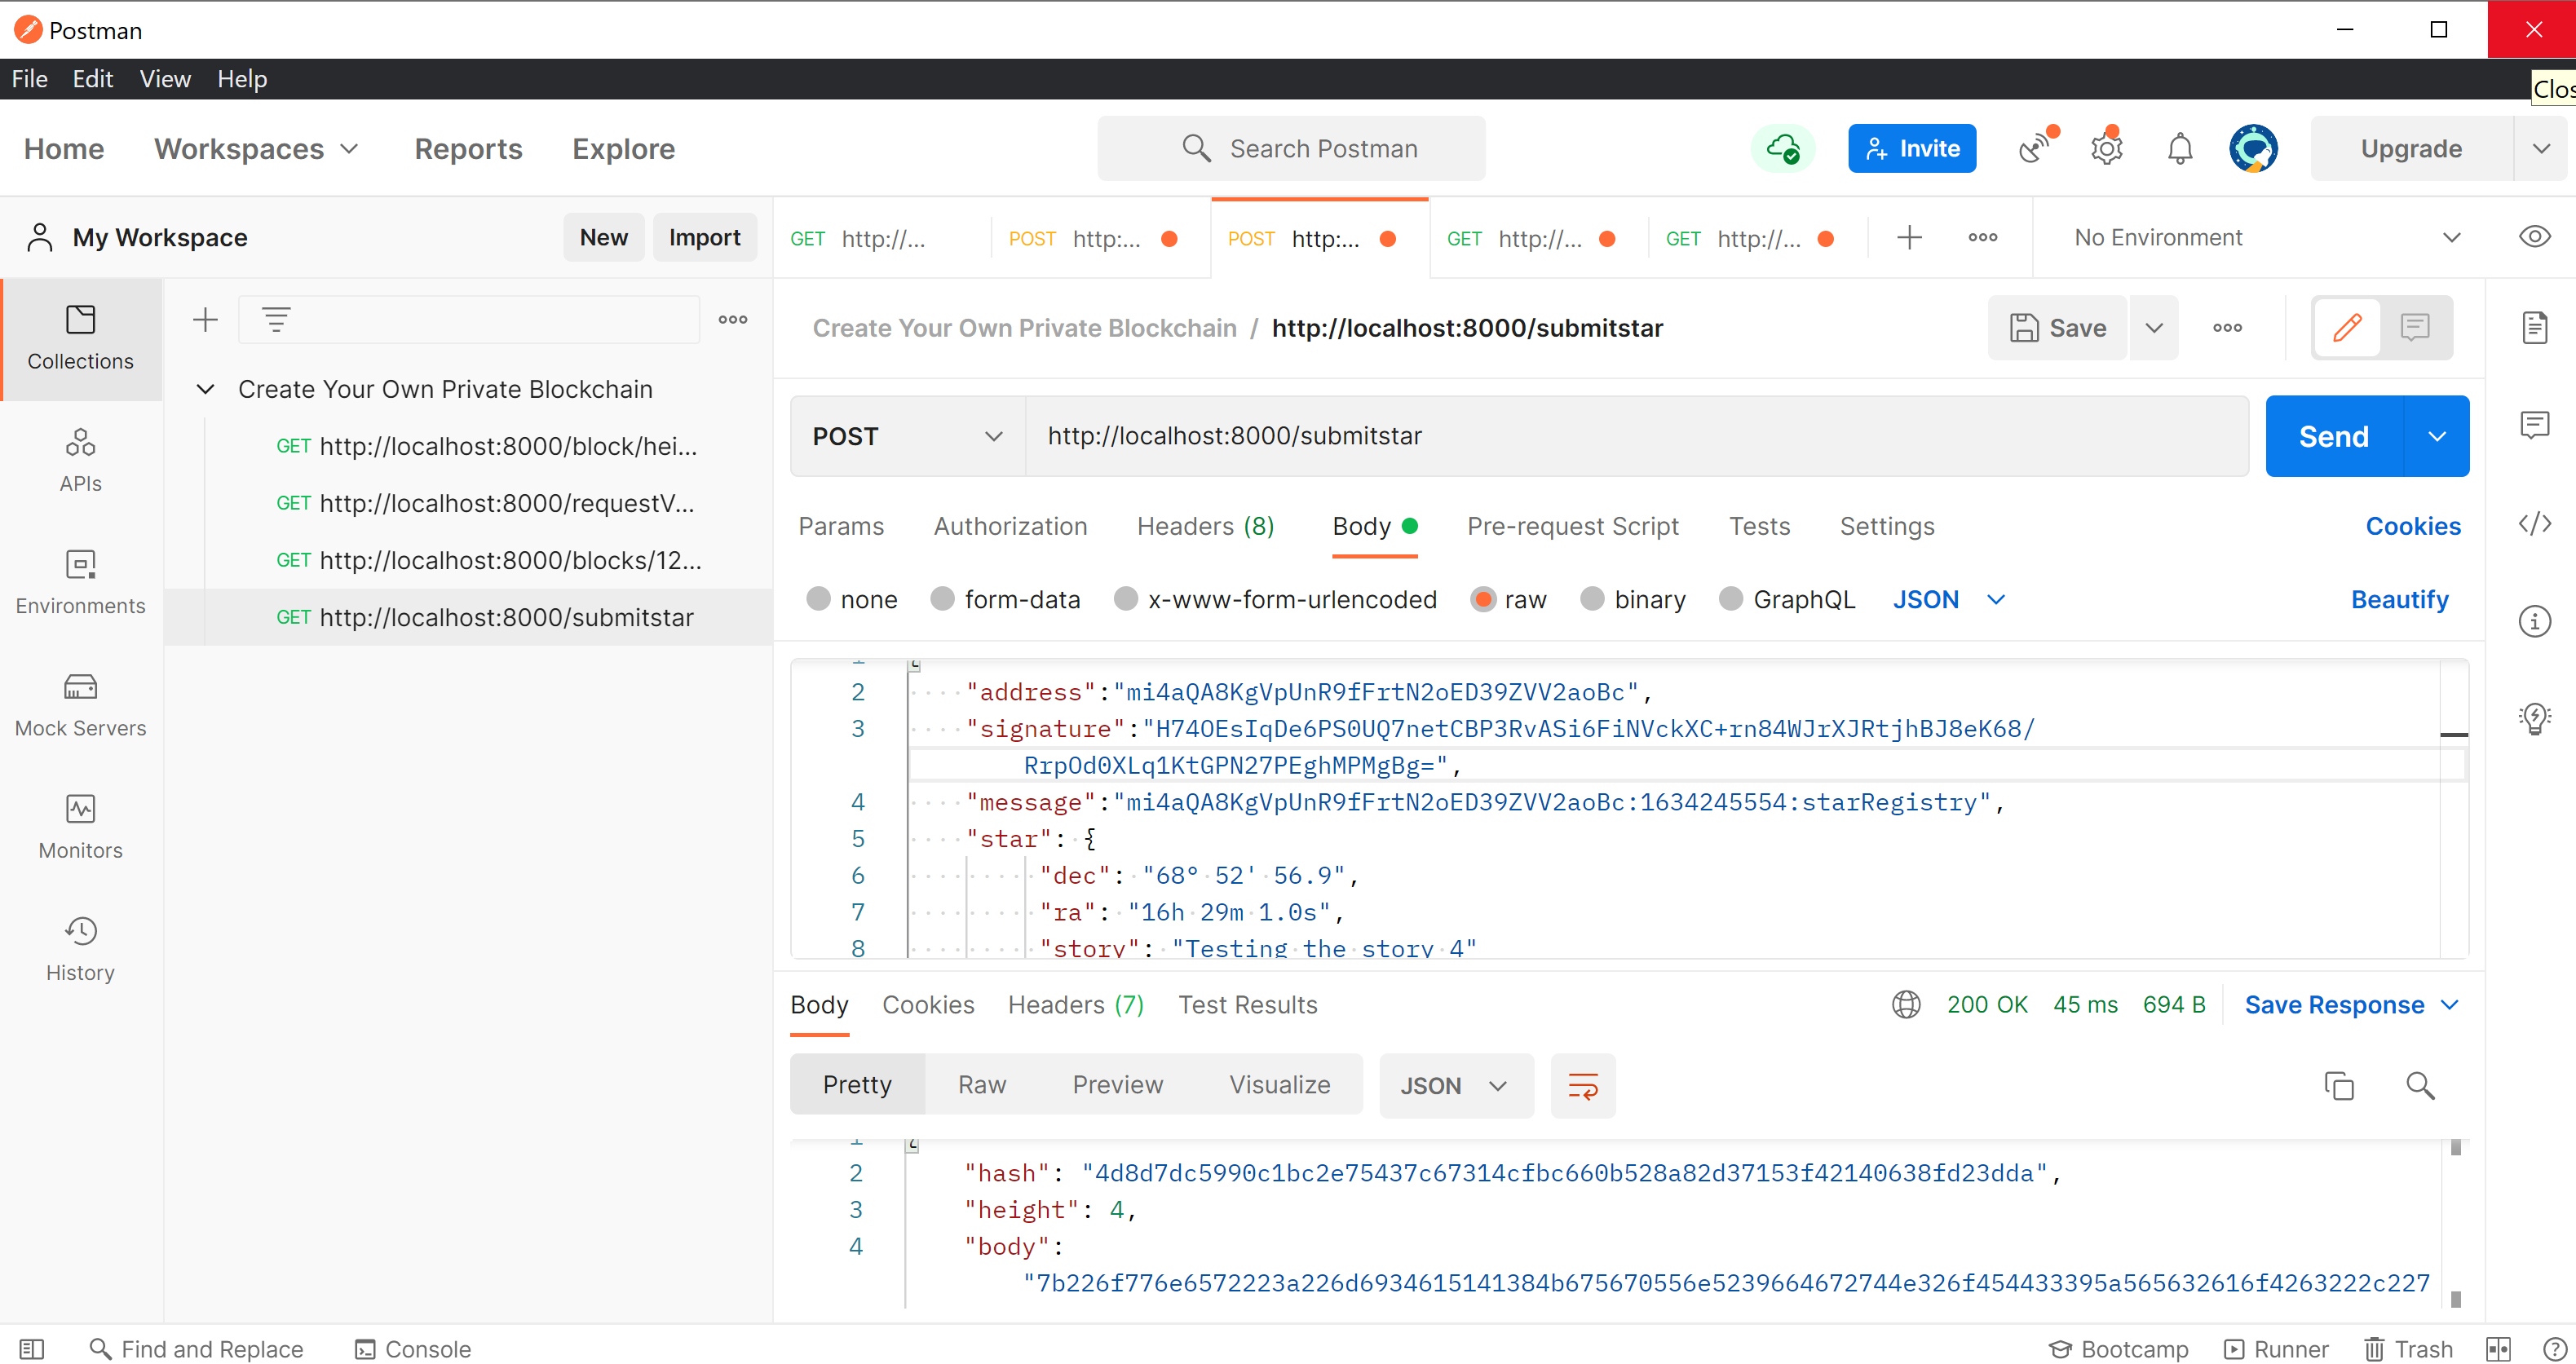 Postman
File Edit View Help
Clos
Home Workspaces Reports Explore
Search Postman
Invite
Upgrade
My Workspace
New Import
GET http://...
POST http:...
POST http:...
GET http://...
GET http://...
No Environment
Collections
APIs
Environments
Mock Servers
Monitors
History
Create Your Own Private Blockchain
GET http://localhost:8000/block/hei...
GET http://localhost:8000/requestV...
GET http://localhost:8000/blocks/12...
GET http://localhost:8000/submitstar
Create Your Own Private Blockchain / http://localhost:8000/submitstar
Save
POST http://localhost:8000/submitstar
Send
Params Authorization Headers (8) Body Pre-request Script Tests Settings Cookies
none form-data x-www-form-urlencoded raw binary GraphQL JSON Beautify
2 "address":"mi4aQA8KgVpUnR9fFrtN2oED39ZVV2aoBc",
3 "signature":"H74OEsIqDe6PS0UQ7netCBP3RvASi6FiNVckXC+rn84WJrXJRtjhBJ8eK68/
RrpOd0XLq1KtGPN27PEghMPMgBg=",
4 "message":"mi4aQA8KgVpUnR9fFrtN2oED39ZVV2aoBc:1634245554:starRegistry",
5 "star": {
6 "dec": "68° 52' 56.9",
7 "ra": "16h 29m 1.0s",
8 "story": "Testing the story 4"
Body Cookies Headers (7) Test Results
200 OK 45 ms 694 B Save Response
Pretty Raw Preview Visualize JSON
2 "hash": "4d8d7dc5990c1bc2e75437c67314cfbc660b528a82d37153f42140638fd23dda",
3 "height": 4,
4 "body":
"7b226f776e6572223a226d6934615141384b675670556e5239664672744e326f454433395a565632616f4263222c227
Find and Replace Console
Bootcamp Runner Trash